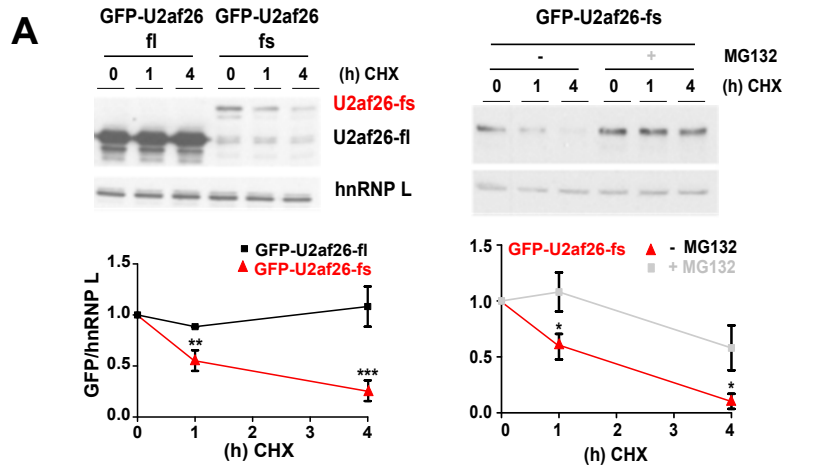 A
GFP-U2af26 GFP-U2af26
fl fs
0 1 4 0 1 4 (h) CHX
U2af26-fs
U2af26-fl
hnRNP L
GFP-U2af26-fs
- + MG132
0 1 4 0 1 4 (h) CHX
GFP/hnRNP L
1.5
1.0
0.5
0.0
GFP-U2af26-fl
GFP-U2af26-fs
**
***
0 1 2 3 4
(h) CHX
1.5
1.0
0.5
0.0
GFP-U2af26-fs
- MG132
+ MG132
*
*
0 1 2 3 4
(h) CHX